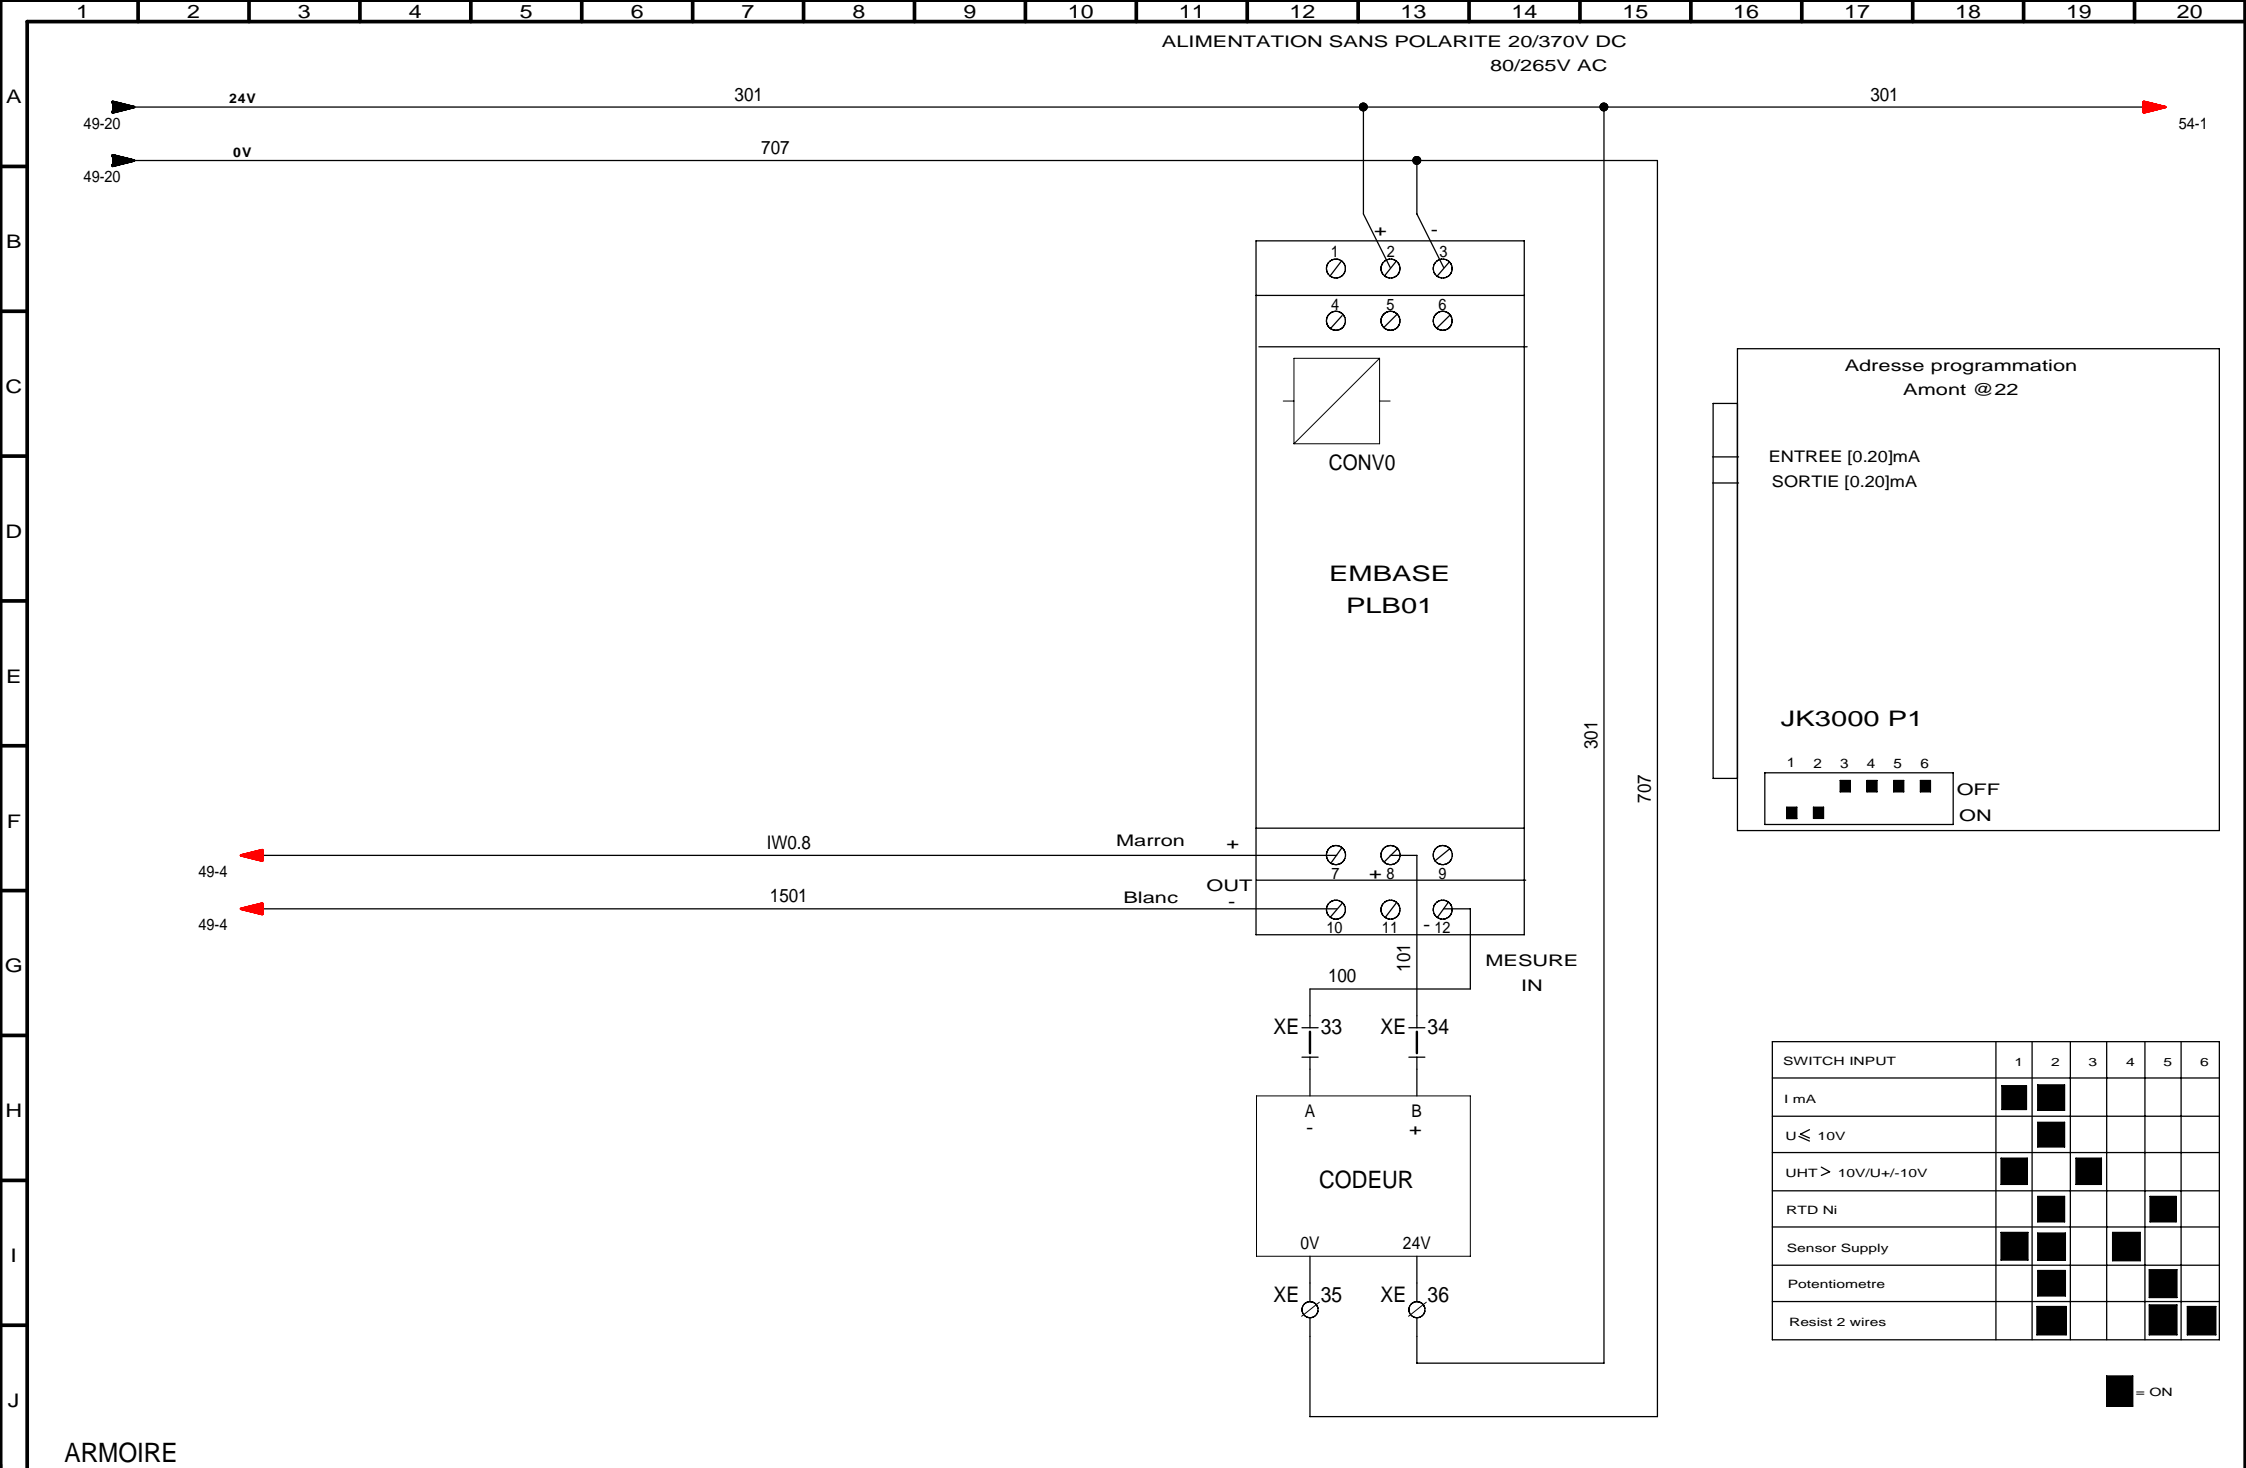 1 2 3 4 5 6 7 8 9 10 11 12 13 14 15 16 17 18 19 20
ALIMENTATION SANS POLARITE 20/370V DC
80/265V AC
A
24V 301 301
49-20 54-1
0V 707
49-20
B
+ -
1 2 3
4 5 6
C
CONV0
D
EMBASE
PLB01
E
301
707
F
IW0.8 Marron +
49-4
7 + 8 9
1501 Blanc OUT -
49-4
10 11 - 12
G
101
MESURE
IN
100
XE 33 XE 34
H
A B
- +
CODEUR
I
0V 24V
XE 35 XE 36
J
Adresse programmation
Amont @22
ENTREE [0.20]mA
SORTIE [0.20]mA
JK3000 P1
1 2 3 4 5 6
OFF
ON
SWITCH INPUT 1 2 3 4 5 6
I mA
U⩽ 10V
UHT> 10V/U+/-10V
RTD Ni
Sensor Supply
Potentiometre
Resist 2 wires
= ON
ARMOIRE